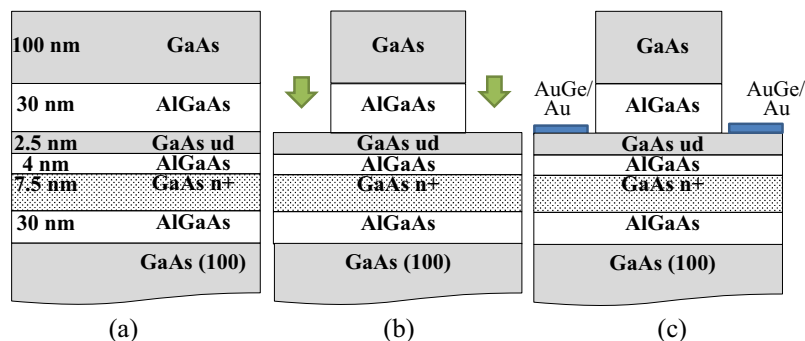 100 nm GaAs
30 nm AlGaAs
2.5 nm GaAs ud
4 nm AlGaAs
7.5 nm GaAs n+
30 nm AlGaAs
GaAs (100)
(a)
GaAs
AlGaAs
GaAs ud
AlGaAs
GaAs n+
AlGaAs
GaAs (100)
(b)
GaAs
AuGe/
Au
AlGaAs
AuGe/
Au
GaAs ud
AlGaAs
GaAs n+
AlGaAs
GaAs (100)
(c)